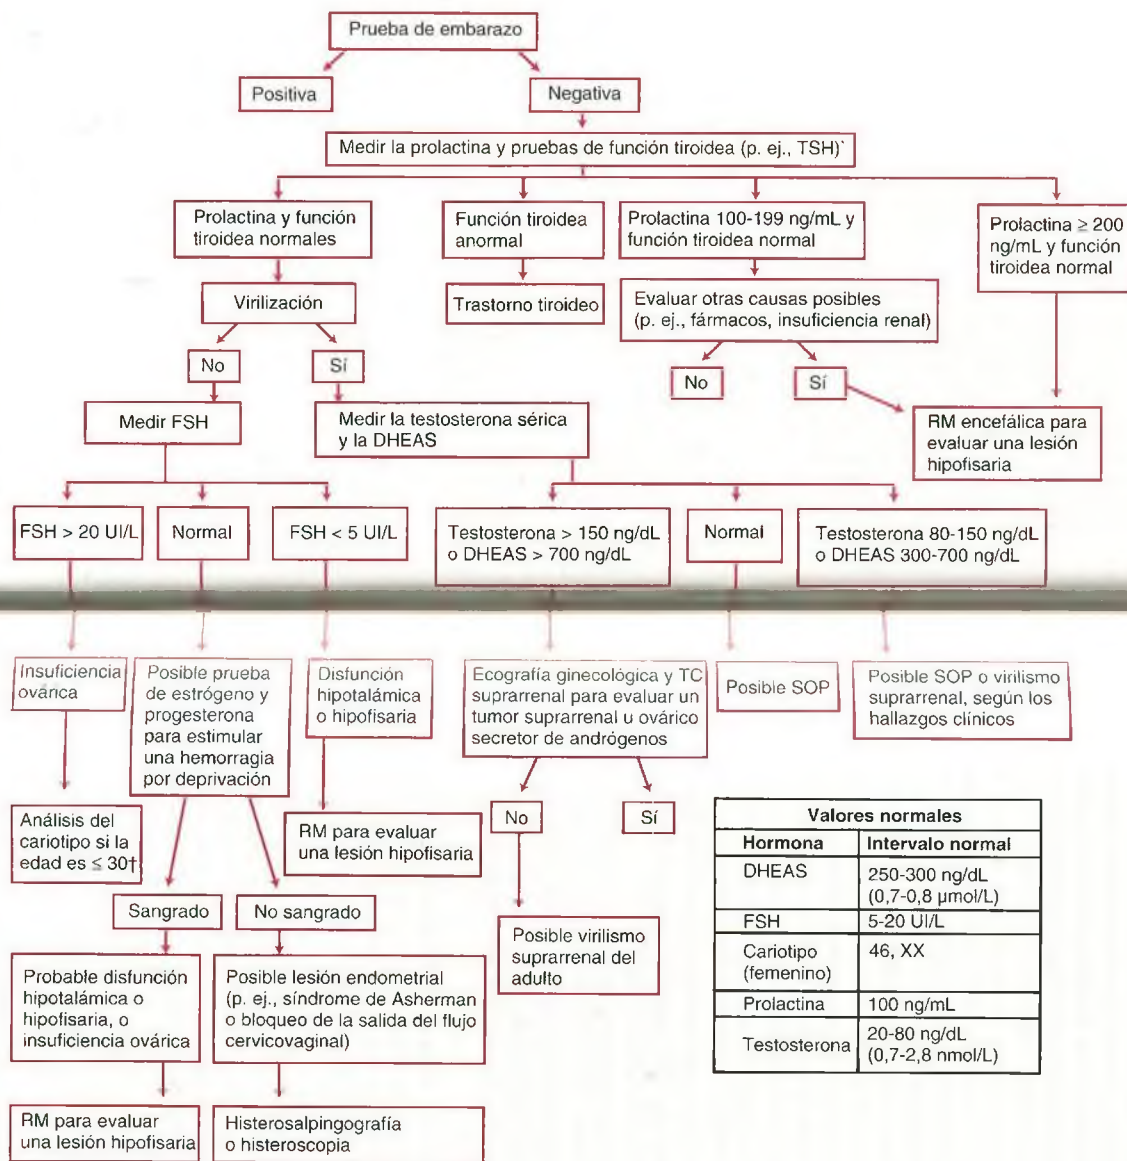 Prueba de embarazo
Positiva
Negativa
Medir la prolactina y pruebas de función tiroidea (p. ej., TSH)*
Prolactina y función
tiroidea normales
Función tiroidea
anormal
Prolactina 100-199 ng/mL y
función tiroidea normal
Prolactina ≥ 200
ng/mL y función
tiroidea normal
Virilización
Trastorno tiroideo
Evaluar otras causas posibles
(p. ej., fármacos, insuficiencia renal)
No
Sí
No
Sí
Medir FSH
Medir la testosterona sérica
y la DHEAS
RM encefálica para
evaluar una lesión
hipofisaria
FSH > 20 UI/L
Normal
FSH < 5 UI/L
Testosterona > 150 ng/dL
o DHEAS > 700 ng/dL
Normal
Testosterona 80-150 ng/dL
o DHEAS 300-700 ng/dL
Insuficiencia
ovárica
Posible prueba
de estrógeno y
progesterona
para estimular
una hemorragia
por deprivación
Disfunción
hipotalámica
o hipofisaria
Ecografía ginecológica y TC
suprarrenal para evaluar un
tumor suprarrenal u ovárico
secretor de andrógenos
Posible SOP
Posible SOP o virilismo
suprarrenal, según los
hallazgos clínicos
Análisis del
cariotipo si la
edad es ≤ 30†
RM para evaluar
una lesión hipofisaria
No
Sí
Sangrado
No sangrado
Posible virilismo
suprarrenal del
adulto
Probable disfunción
hipotalámica o
hipofisaria, o
insuficiencia ovárica
Posible lesión endometrial
(p. ej., síndrome de Asherman
o bloqueo de la salida del flujo
cervicovaginal)
RM para evaluar
una lesión hipofisaria
Histerosalpingografía
o histeroscopia
Valores normales
Hormona Intervalo normal
DHEAS 250-300 ng/dL
(0,7-0,8 µmol/L)
FSH 5-20 UI/L
Cariotipo 46, XX
(femenino)
Prolactina 100 ng/mL
Testosterona 20-80 ng/dL
(0,7-2,8 nmol/L)